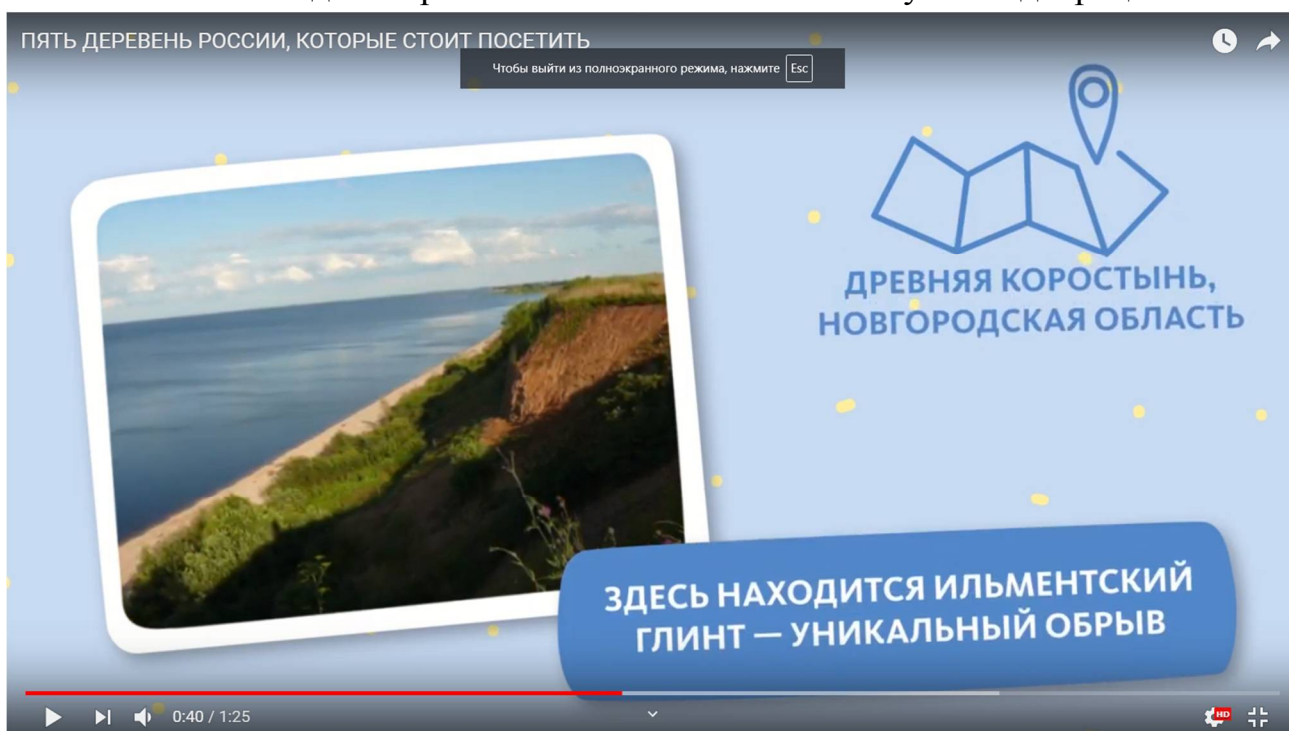 ПЯТЬ ДЕРЕВЕНЬ РОССИИ, КОТОРЫЕ СТОИТ ПОСЕТИТЬ
Чтобы выйти из полноэкранного режима, нажмите Esc
ДРЕВНЯЯ КОРОСТЫНЬ,
НОВГОРОДСКАЯ ОБЛАСТЬ
ЗДЕСЬ НАХОДИТСЯ ИЛЬМЕНТСКИЙ
ГЛИНТ — УНИКАЛЬНЫЙ ОБРЫВ
0:40 / 1:25
HD